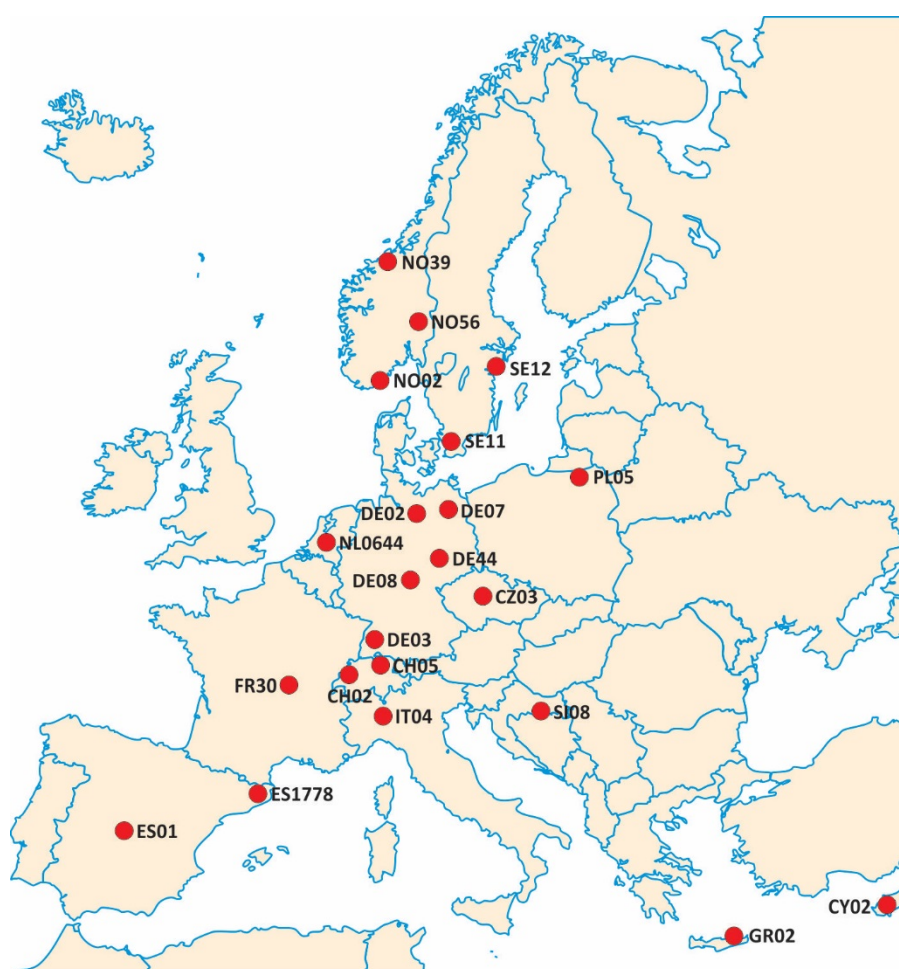 NO39
NO56
SE12
NO02
SE11
PL05
DE07
DE02
NL0644
DE44
DE08
CZ03
DE03
CH05
FR30
CH02
SI08
IT04
ES1778
ES01
CY02
GR02